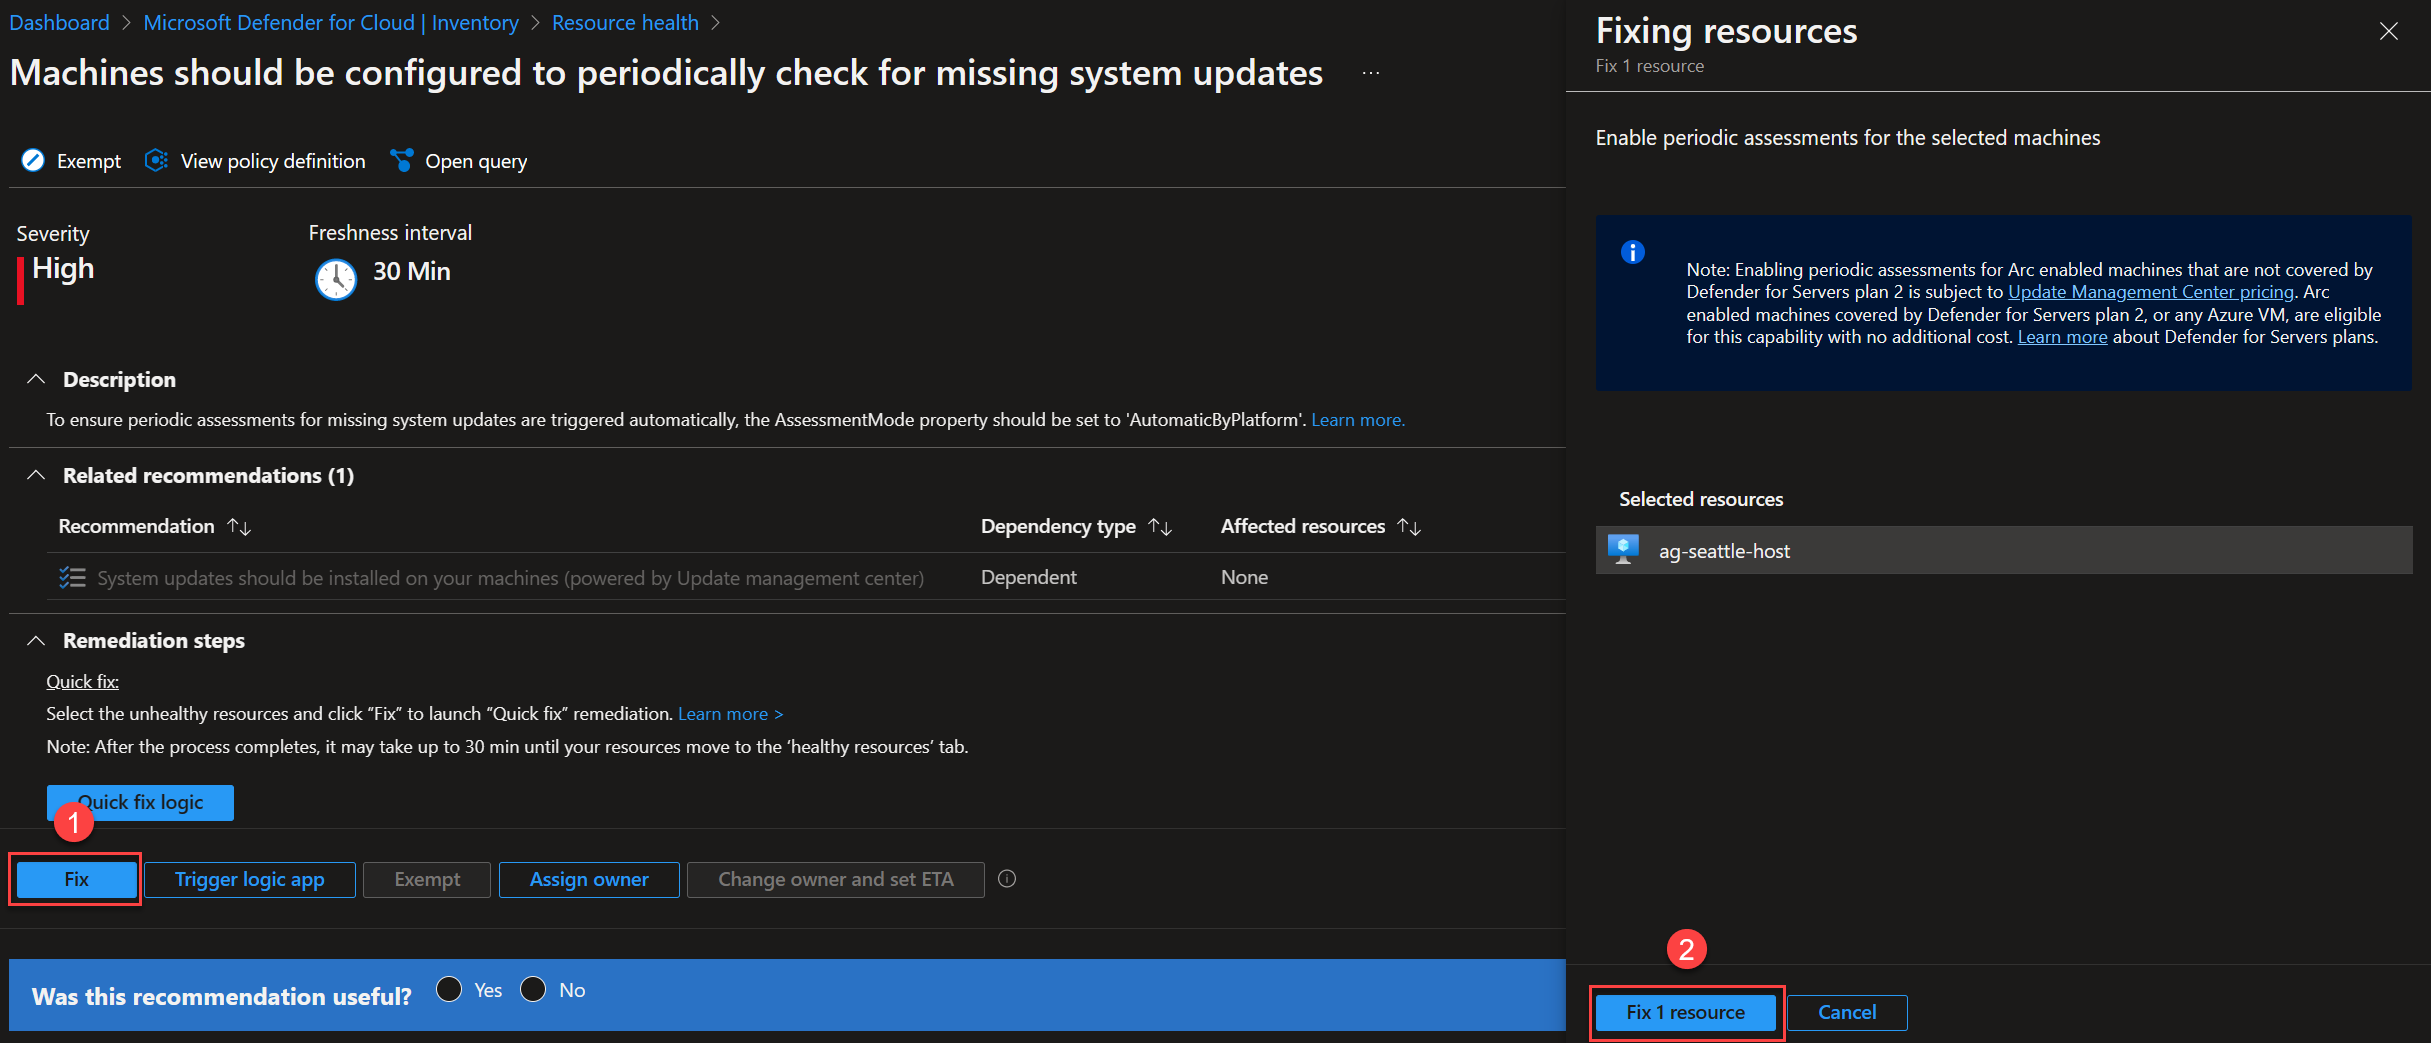 Dashboard > Microsoft Defender for Cloud | Inventory > Resource health >
Machines should be configured to periodically check for missing system updates ...
Exempt View policy definition Open query
Severity
High
Freshness interval
30 Min
Description
To ensure periodic assessments for missing system updates are triggered automatically, the AssessmentMode property should be set to 'AutomaticByPlatform'. Learn more.
Related recommendations (1)
Recommendation ↑↓ Dependency type ↑↓ Affected resources ↑↓
System updates should be installed on your machines (powered by Update management center) Dependent None
Remediation steps
Quick fix:
Select the unhealthy resources and click “Fix” to launch “Quick fix” remediation. Learn more >
Note: After the process completes, it may take up to 30 min until your resources move to the ‘healthy resources’ tab.
Quick fix logic
1
Fix Trigger logic app Exempt Assign owner Change owner and set ETA
Was this recommendation useful? Yes No
Fixing resources
Fix 1 resource
Enable periodic assessments for the selected machines
Note: Enabling periodic assessments for Arc enabled machines that are not covered by
Defender for Servers plan 2 is subject to Update Management Center pricing. Arc
enabled machines covered by Defender for Servers plan 2, or any Azure VM, are eligible
for this capability with no additional cost. Learn more about Defender for Servers plans.
Selected resources
ag-seattle-host
2
Fix 1 resource Cancel